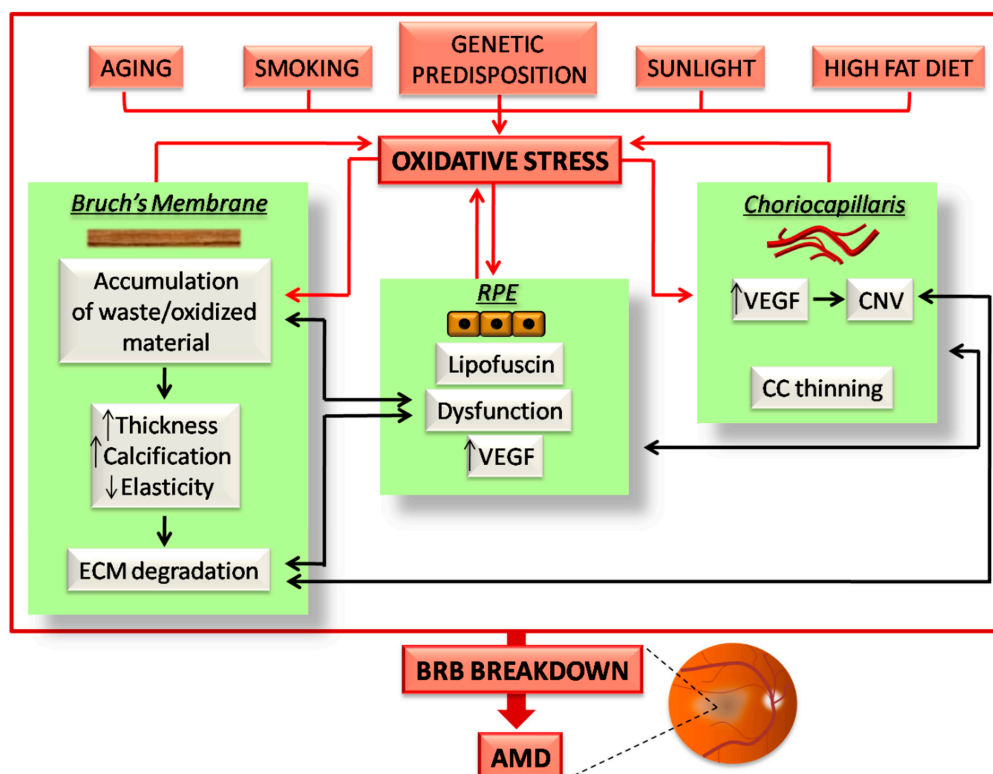 AGING
SMOKING
GENETIC
PREDISPOSITION
SUNLIGHT
HIGH FAT DIET
OXIDATIVE STRESS
Bruch's Membrane
Accumulation
of waste/oxidized
material
↑Thickness
↑Calcification
↓Elasticity
ECM degradation
RPE
Lipofuscin
Dysfunction
↑VEGF
Choriocapillaris
↑VEGF
CNV
CC thinning
BRB BREAKDOWN
AMD